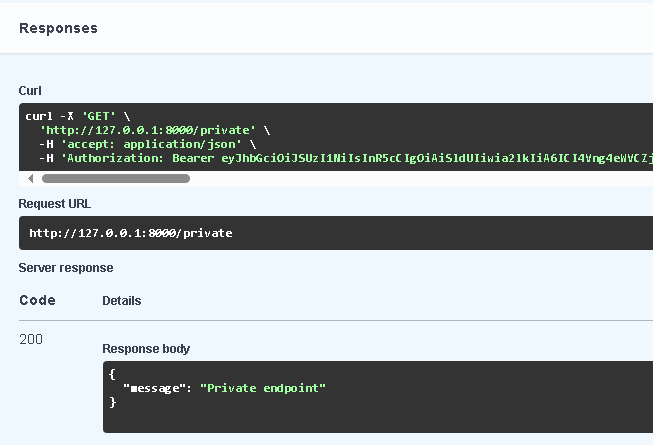 Responses
Curl
curl -X 'GET' \
'http://127.0.0.1:8000/private' \
-H 'accept: application/json' \
-H 'Authorization: Bearer
Request URL
http://127.0.0.1:8000/private
Server response
Code Details
200
Response body
{
"message": "Private endpoint"
}